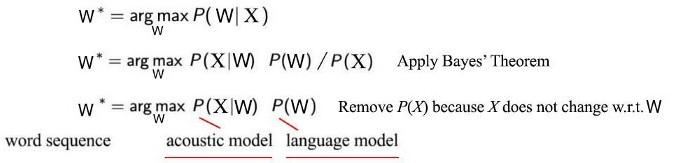 W* = arg max P(W|X)
W
W* = arg max P(X|W) P(W) / P(X) Apply Bayes' Theorem
W
W* = arg max P(X|W) P(W) Remove P(X) because X does not change w.r.t. W
W
word sequence acoustic model language model